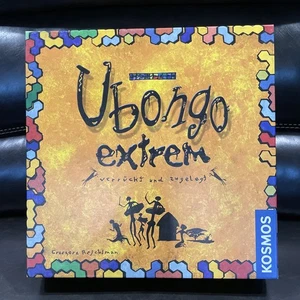 Ubongo
extrem
verrückt und zugelegt
Grzegorz Rejchtman
KOSMOS